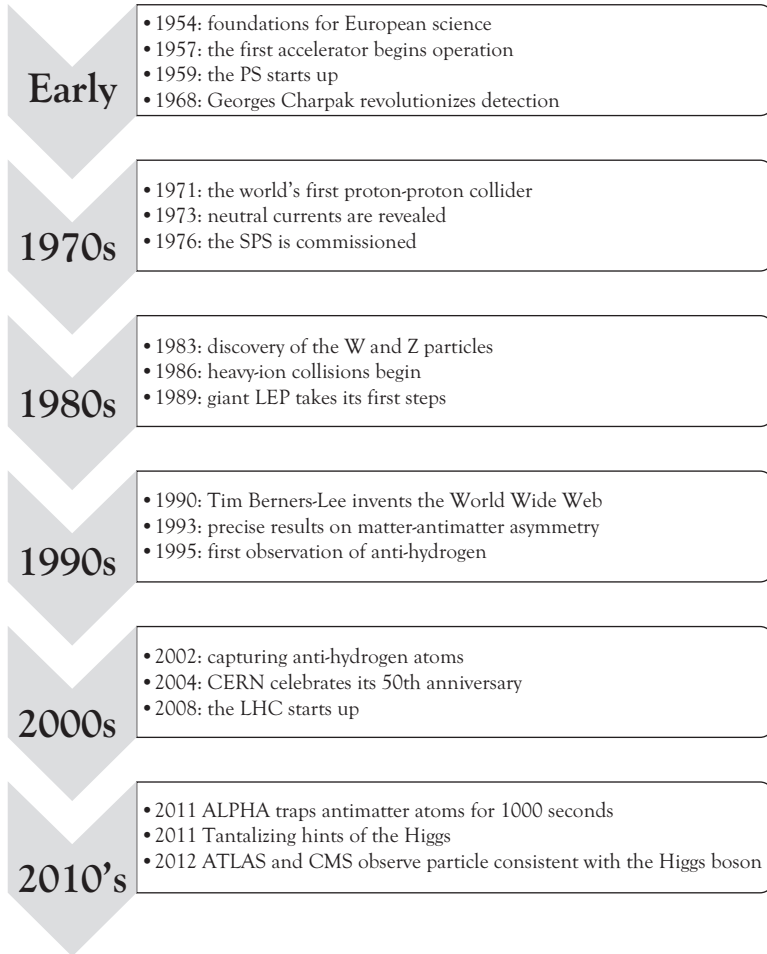 Early
• 1954: foundations for European science
• 1957: the first accelerator begins operation
• 1959: the PS starts up
• 1968: Georges Charpak revolutionizes detection
1970s
• 1971: the world's first proton-proton collider
• 1973: neutral currents are revealed
• 1976: the SPS is commissioned
1980s
• 1983: discovery of the W and Z particles
• 1986: heavy-ion collisions begin
• 1989: giant LEP takes its first steps
1990s
• 1990: Tim Berners-Lee invents the World Wide Web
• 1993: precise results on matter-antimatter asymmetry
• 1995: first observation of anti-hydrogen
2000s
• 2002: capturing anti-hydrogen atoms
• 2004: CERN celebrates its 50th anniversary
• 2008: the LHC starts up
2010's
• 2011 ALPHA traps antimatter atoms for 1000 seconds
• 2011 Tantalizing hints of the Higgs
• 2012 ATLAS and CMS observe particle consistent with the Higgs boson